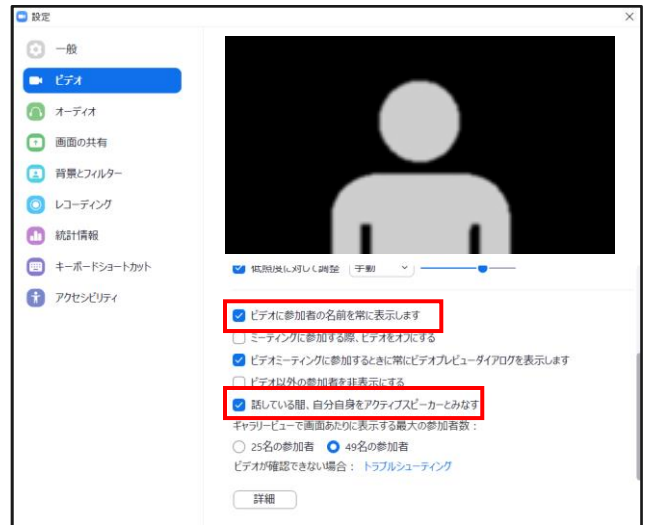 設定
一般
ビデオ
オーディオ
画面の共有
背景とフィルター
レコーディング
統計情報
キーボードショートカット
アクセシビリティ
低照度に対して調整 手動
ビデオに参加者の名前を常に表示します
ミーティングに参加する際、ビデオをオフにする
ビデオミーティングに参加するときに常にビデオプレビューダイアログを表示します
ビデオ以外の参加者を非表示にする
話している間、自分自身をアクティブスピーカーとみなす
ギャラリービューで画面あたりに表示する最大の参加者数：
25名の参加者 49名の参加者
ビデオが確認できない場合： トラブルシューティング
詳細